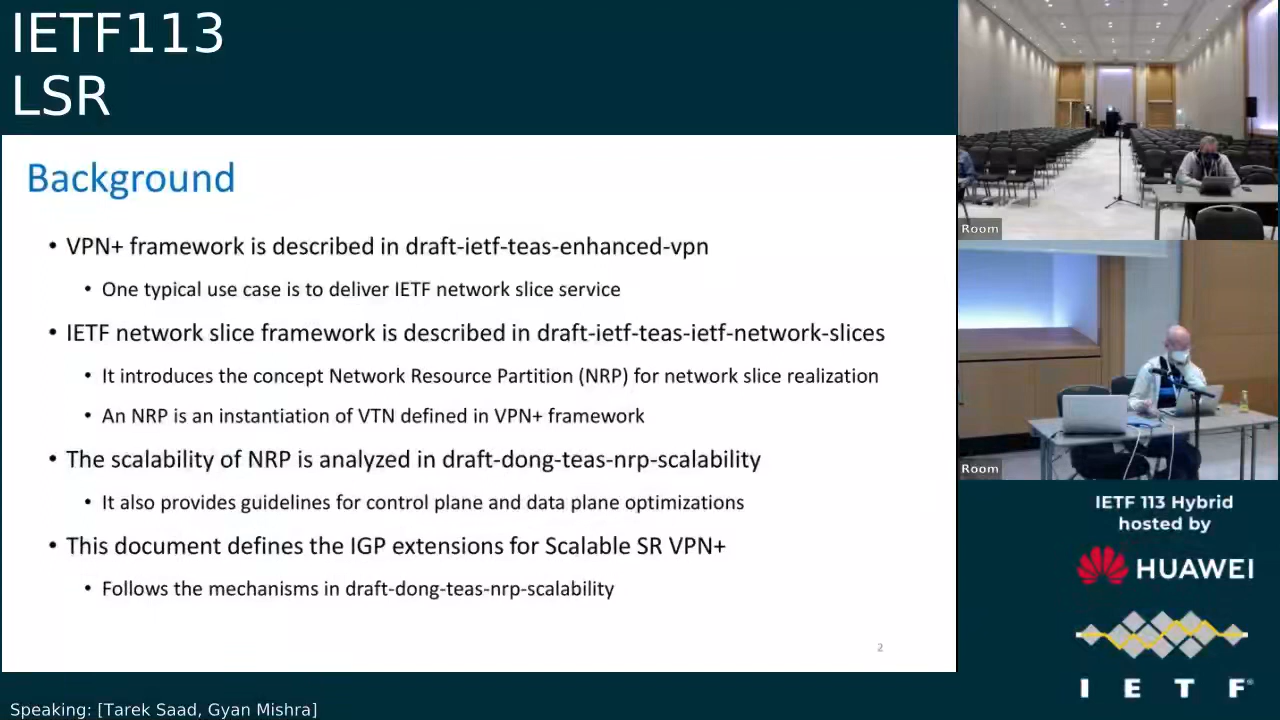 IETF113
LSR
Background
• VPN+ framework is described in draft-ietf-teas-enhanced-vpn
• One typical use case is to deliver IETF network slice service
• IETF network slice framework is described in draft-ietf-teas-ietf-network-slices
• It introduces the concept Network Resource Partition (NRP) for network slice realization
• An NRP is an instantiation of VTN defined in VPN+ framework
• The scalability of NRP is analyzed in draft-dong-teas-nrp-scalability
• It also provides guidelines for control plane and data plane optimizations
• This document defines the IGP extensions for Scalable SR VPN+
• Follows the mechanisms in draft-dong-teas-nrp-scalability
2
Room
Room
IETF 113 Hybrid
hosted by
HUAWEI
I E T F®
Speaking: [Tarek Saad, Gyan Mishra]